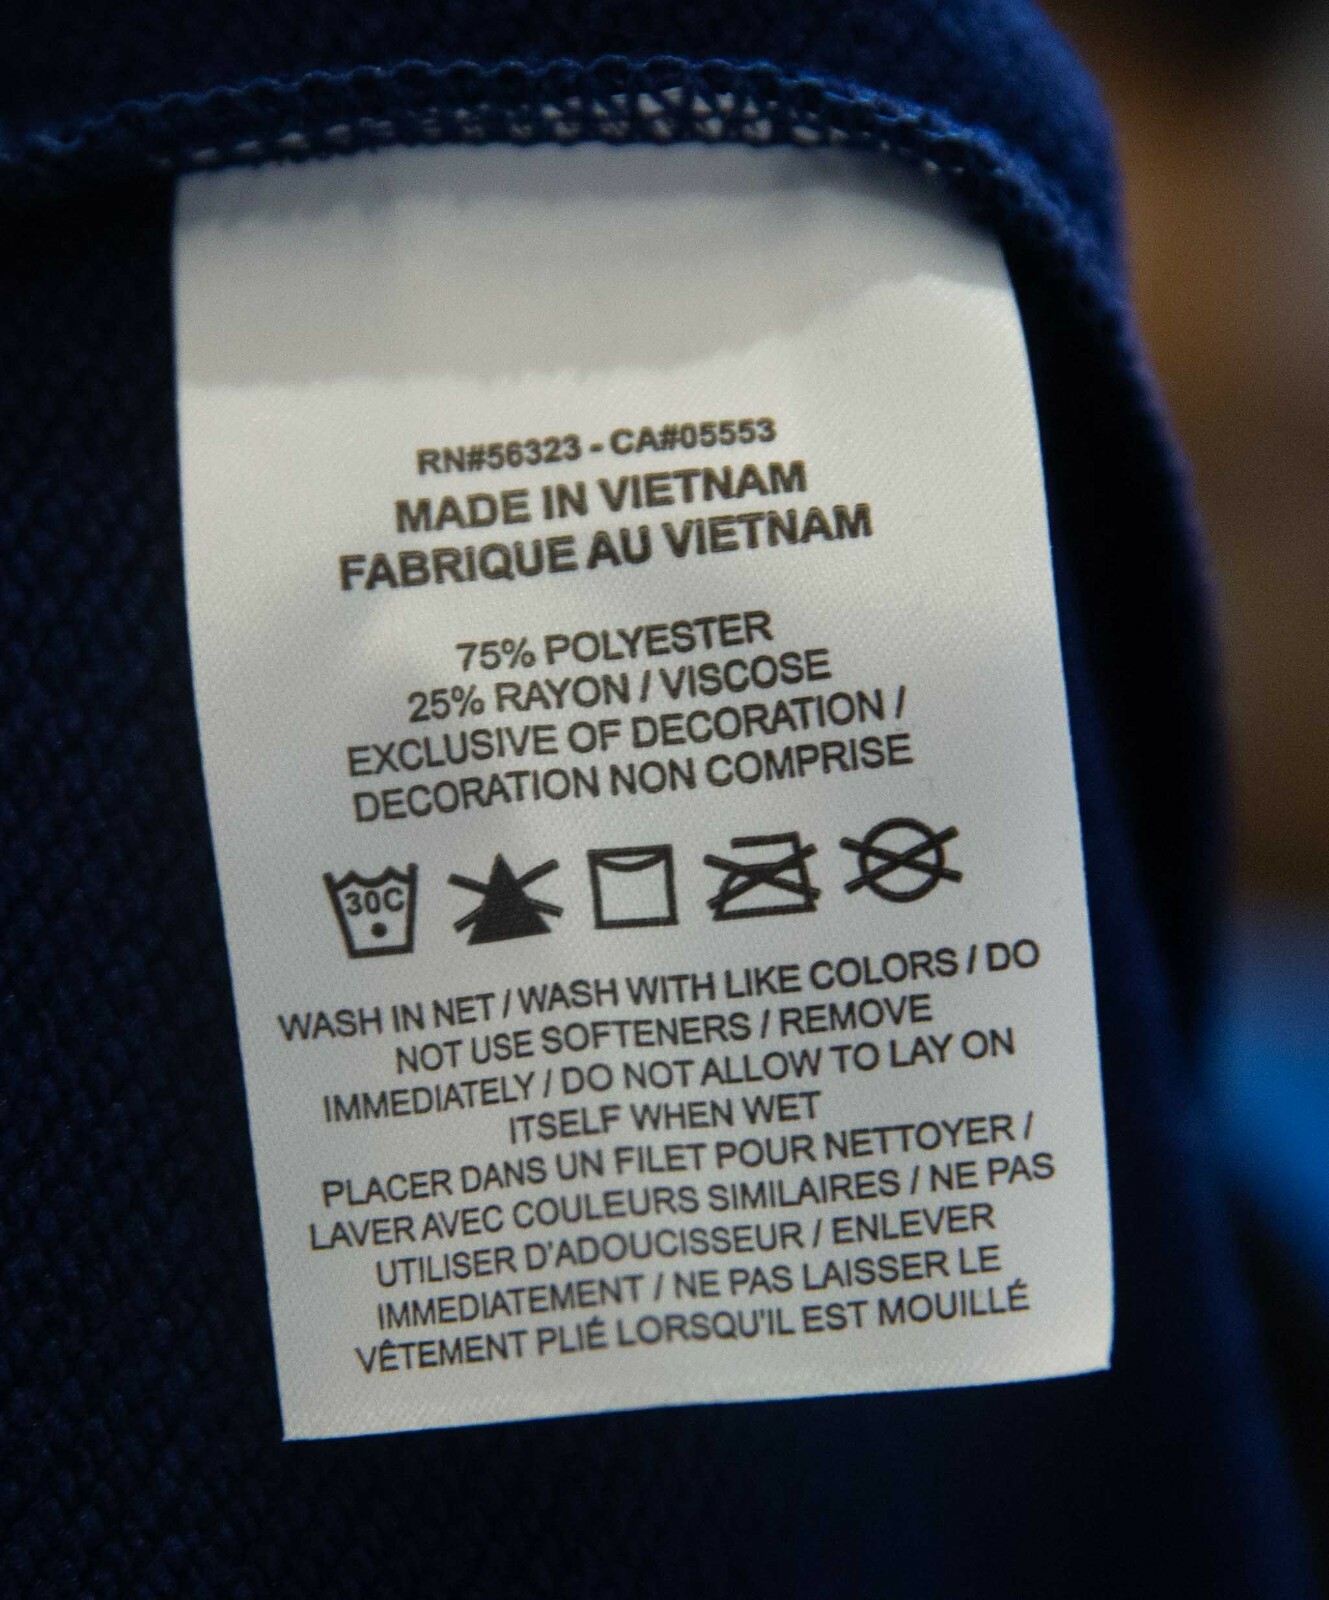 RN#56323 - CA#05553
MADE IN VIETNAM
FABRIQUE AU VIETNAM
75% POLYESTER
25% RAYON / VISCOSE
EXCLUSIVE OF DECORATION /
DECORATION NON COMPRISE
30C
WASH IN NET / WASH WITH LIKE COLORS / DO
NOT USE SOFTENERS / REMOVE
IMMEDIATELY / DO NOT ALLOW TO LAY ON
ITSELF WHEN WET
PLACER DANS UN FILET POUR NETTOYER /
LAVER AVEC COULEURS SIMILAIRES / NE PAS
UTILISER D'ADOUCISSEUR / ENLEVER
IMMEDIATEMENT / NE PAS LAISSER LE
VÊTEMENT PLIÉ LORSQU'IL EST MOUILLÉ